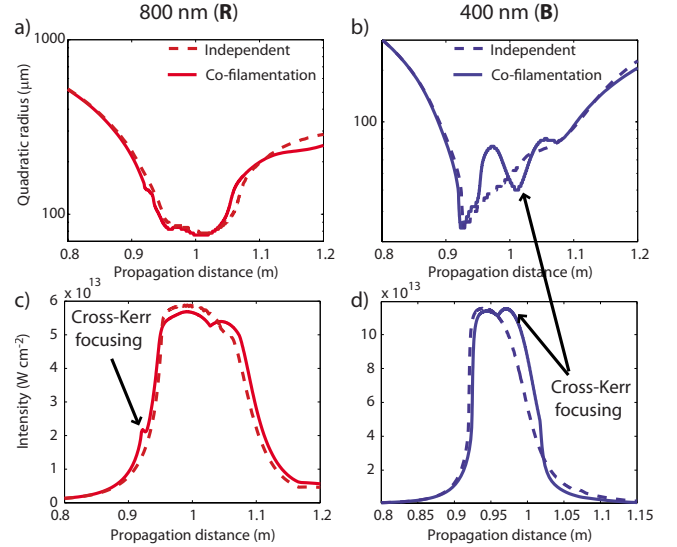 800 nm (R)
400 nm (B)
a)
1000
100
Quadratic radius (μm)
Independent
Co-filamentation
0.8 0.9 1 1.1 1.2
Propagation distance (m)
b)
100
Independent
Co-filamentation
0.8 0.9 1 1.1 1.2
Propagation distance (m)
c)
x 10^13
6
5
4
3
2
1
0
Intensity (W cm-2)
Cross-Kerr
focusing
0.8 0.9 1 1.1 1.2
Propagation distance (m)
d)
x 10^13
12
10
8
6
4
2
Cross-Kerr
focusing
0.8 0.85 0.9 0.95 1 1.05 1.1 1.15
Propagation distance (m)